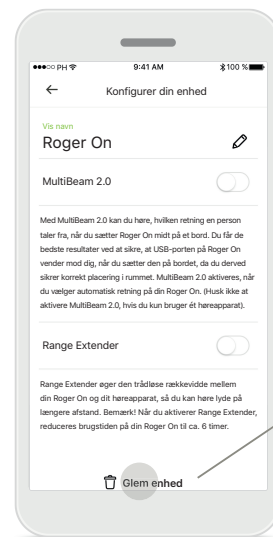 PH 9:41 AM 100 %
Konfigurer din enhed
Vis navn
Roger On
MultiBeam 2.0
Med MultiBeam 2.0 kan du høre, hvilken retning en person
taler fra, når du sætter Roger On midt på et bord. Du får de
bedste resultater ved at sikre, at USB-porten på Roger On
vender mod dig, når du sætter den på bordet, da du derved
sikrer korrekt placering i rummet. MultiBeam 2.0 aktiveres, når
du vælger automatisk retning på din Roger On. (Husk ikke at
aktivere MultiBeam 2.0, hvis du kun bruger ét høreapparat).
Range Extender
Range Extender øger den trådløse rækkevidde mellem
din Roger On og dit høreapparat, så du kan høre lyde på
længere afstand. Bemærk! Når du aktiverer Range Extender,
reduceres brugstiden på din Roger On til ca. 6 timer.
Glem enhed